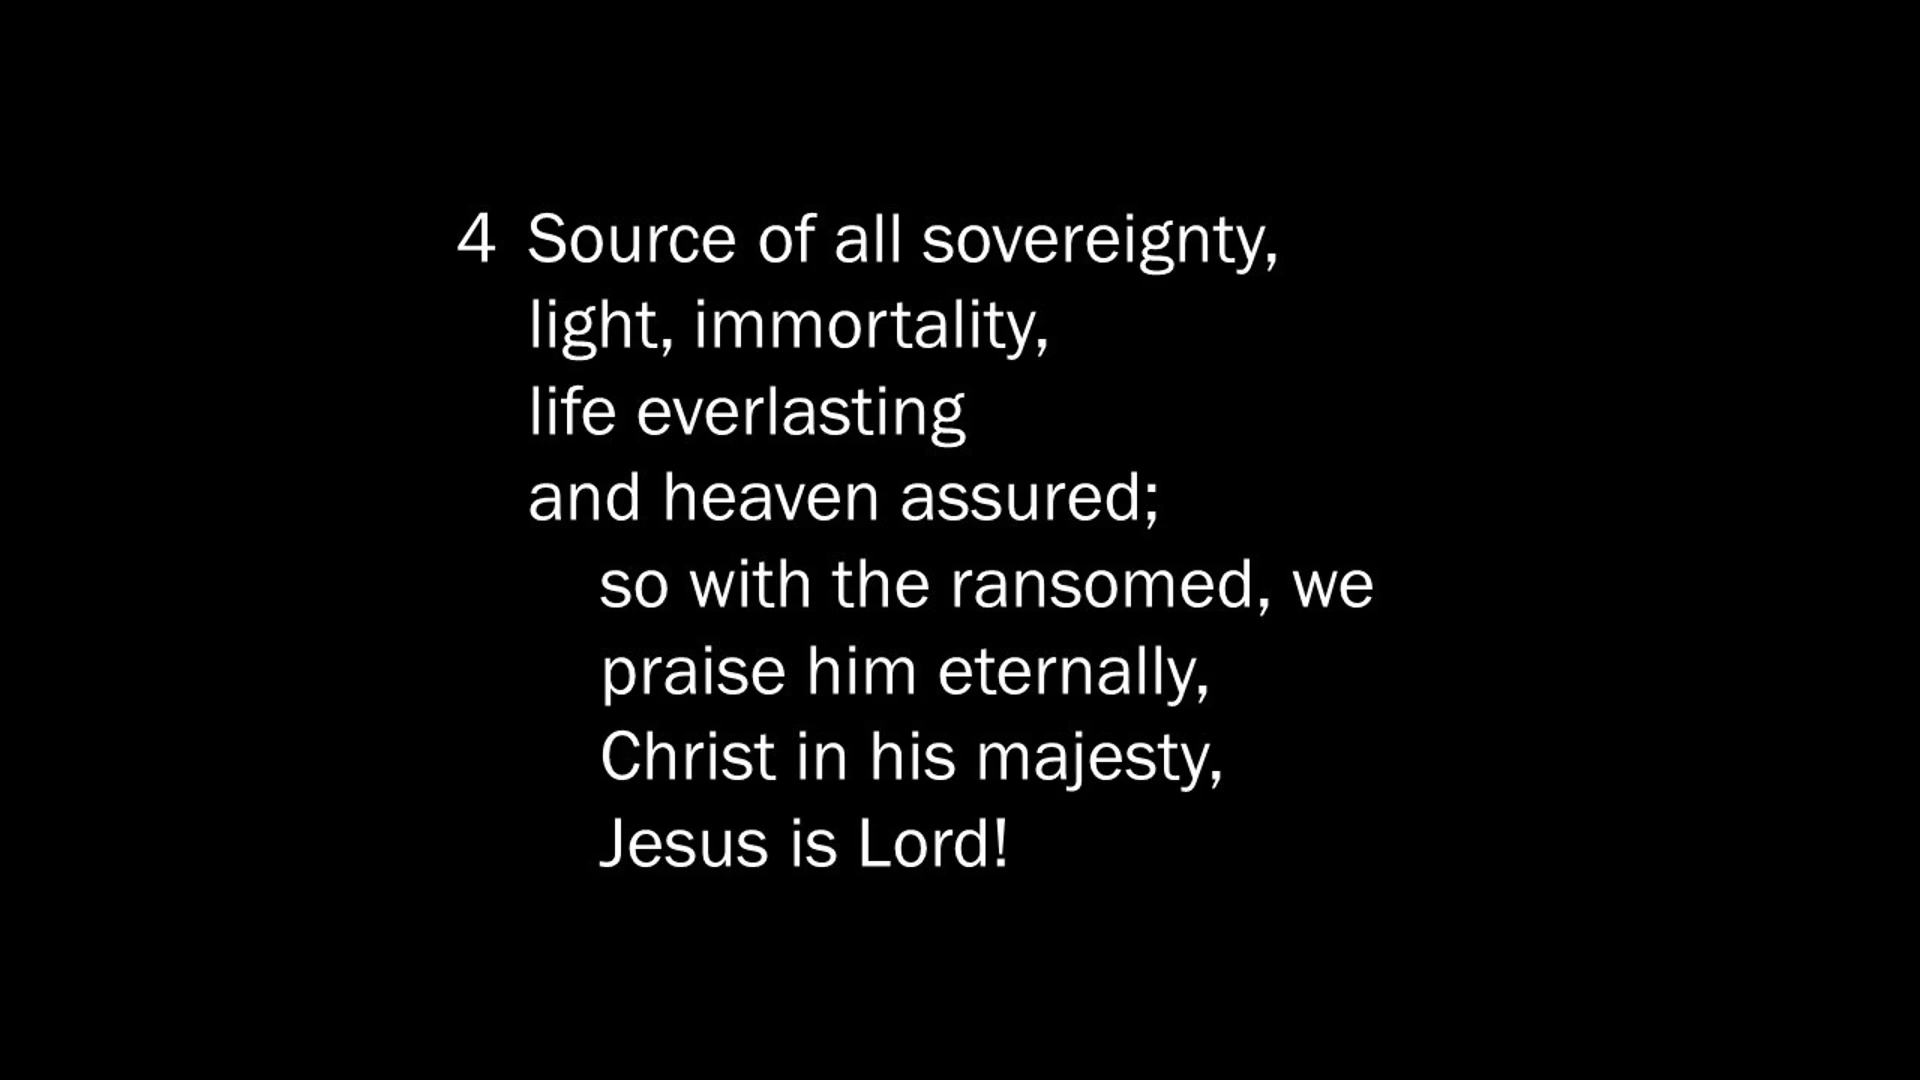 4 Source of all sovereignty,
light, immortality,
life everlasting
and heaven assured;
so with the ransomed, we
praise him eternally,
Christ in his majesty,
Jesus is Lord!